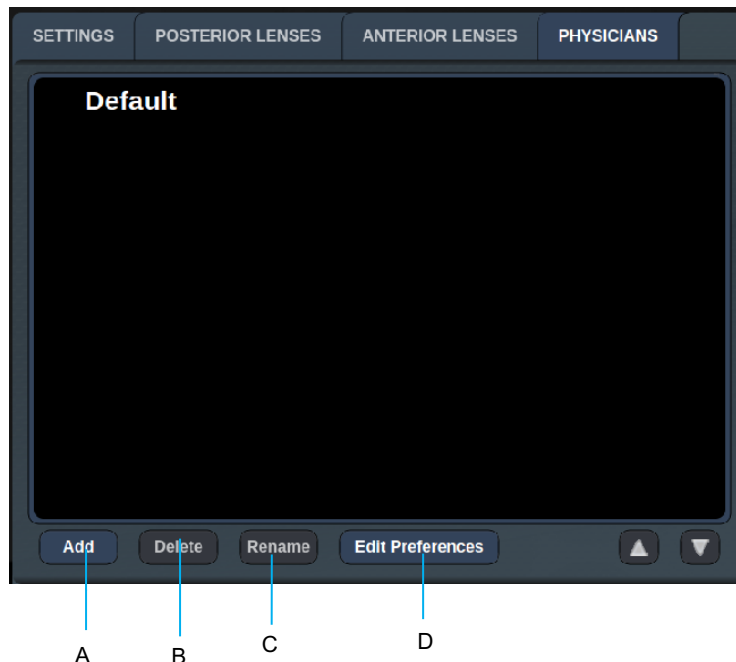 SETTINGS POSTERIOR LENSES ANTERIOR LENSES PHYSICIANS
Default
Add Delete Rename Edit Preferences
A B C D